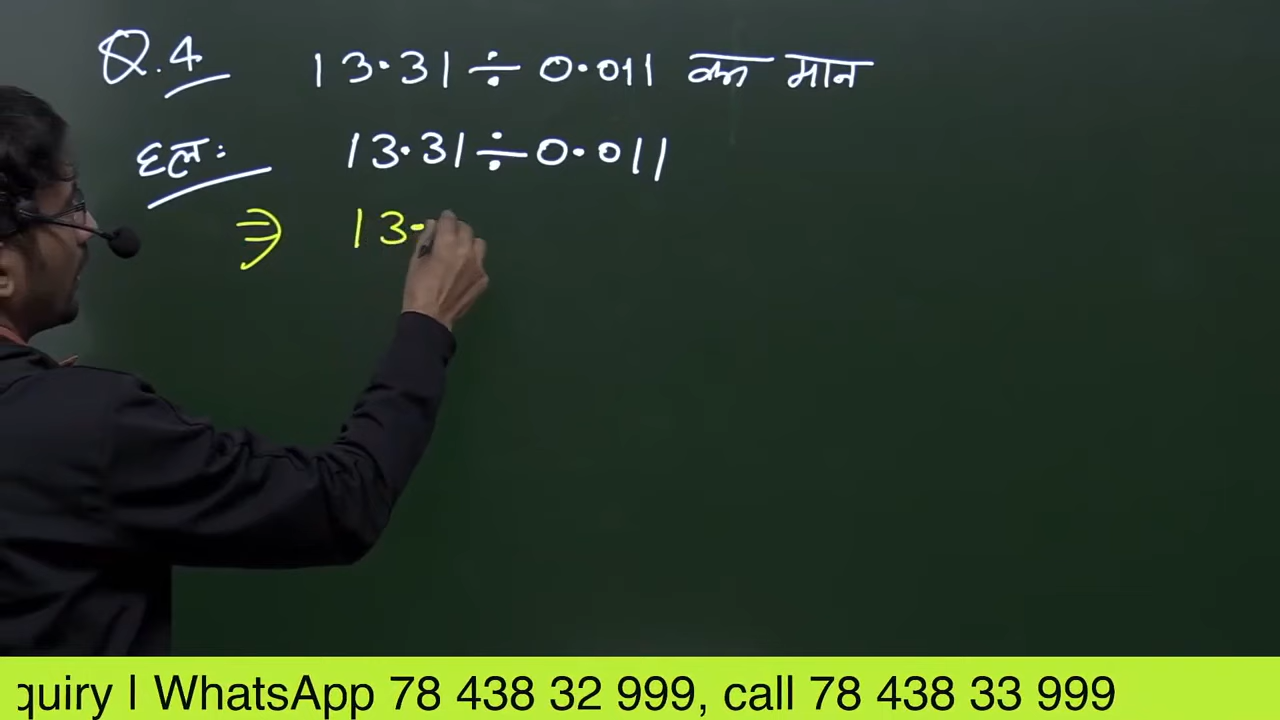 Q.4 13.31 ÷ 0.011 का मान
हल: 13.31 ÷ 0.011
⇒ 13.
quiry | WhatsApp 78 438 32 999, call 78 438 33 999